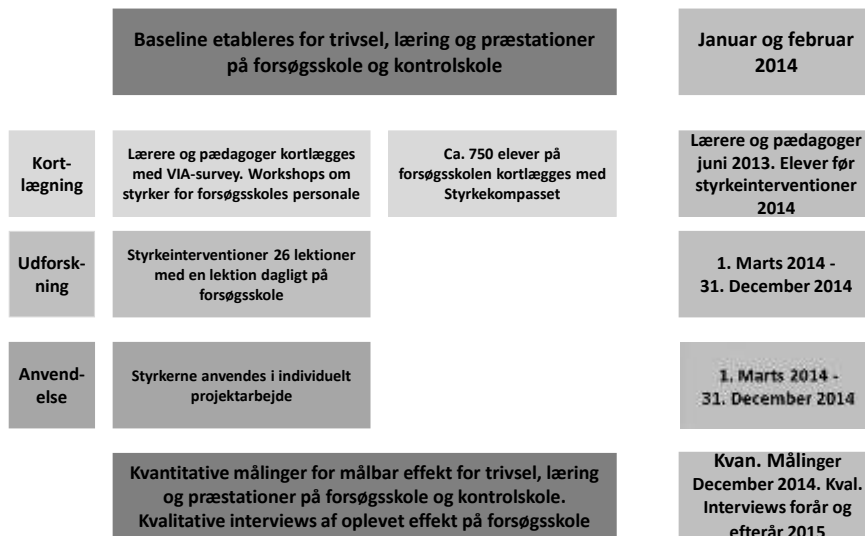 Baseline etableres for trivsel, læring og præstationer
på forsøgsskole og kontrolskole
Januar og februar
2014
Kort-
lægning
Lærere og pædagoger kortlægges
med VIA-survey. Workshops om
styrker for forsøgsskoles personale
Ca. 750 elever på
forsøgsskolen kortlægges med
Styrkekompasset
Lærere og pædagoger
juni 2013. Elever før
styrkeinterventioner
2014
Udforsk-
ning
Styrkeinterventioner 26 lektioner
med en lektion dagligt på
forsøgsskole
1. Marts 2014 -
31. December 2014
Anvend-
else
Styrkerne anvendes i individuelt
projektarbejde
1. Marts 2014 -
31. December 2014
Kvantitative målinger for målbar effekt for trivsel, læring
og præstationer på forsøgsskole og kontrolskole.
Kvalitative interviews af oplevet effekt på forsøgsskole
Kvan. Målinger
December 2014. Kval.
Interviews forår og
efterår 2015